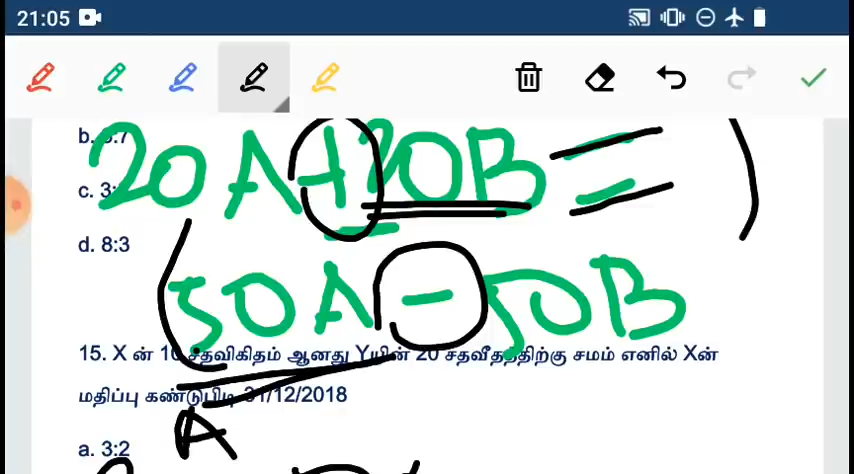 21:05
b. :7
20A+20B=
c. 3:
d. 8:3
50A-50B
15. X ன் 10 சதவிகிதம் ஆனது Yயின் 20 சதவீதத்திற்கு சமம் எனில் Xன்
மதிப்பு கண்டுபிடி 31/12/2018
A
a. 3:2